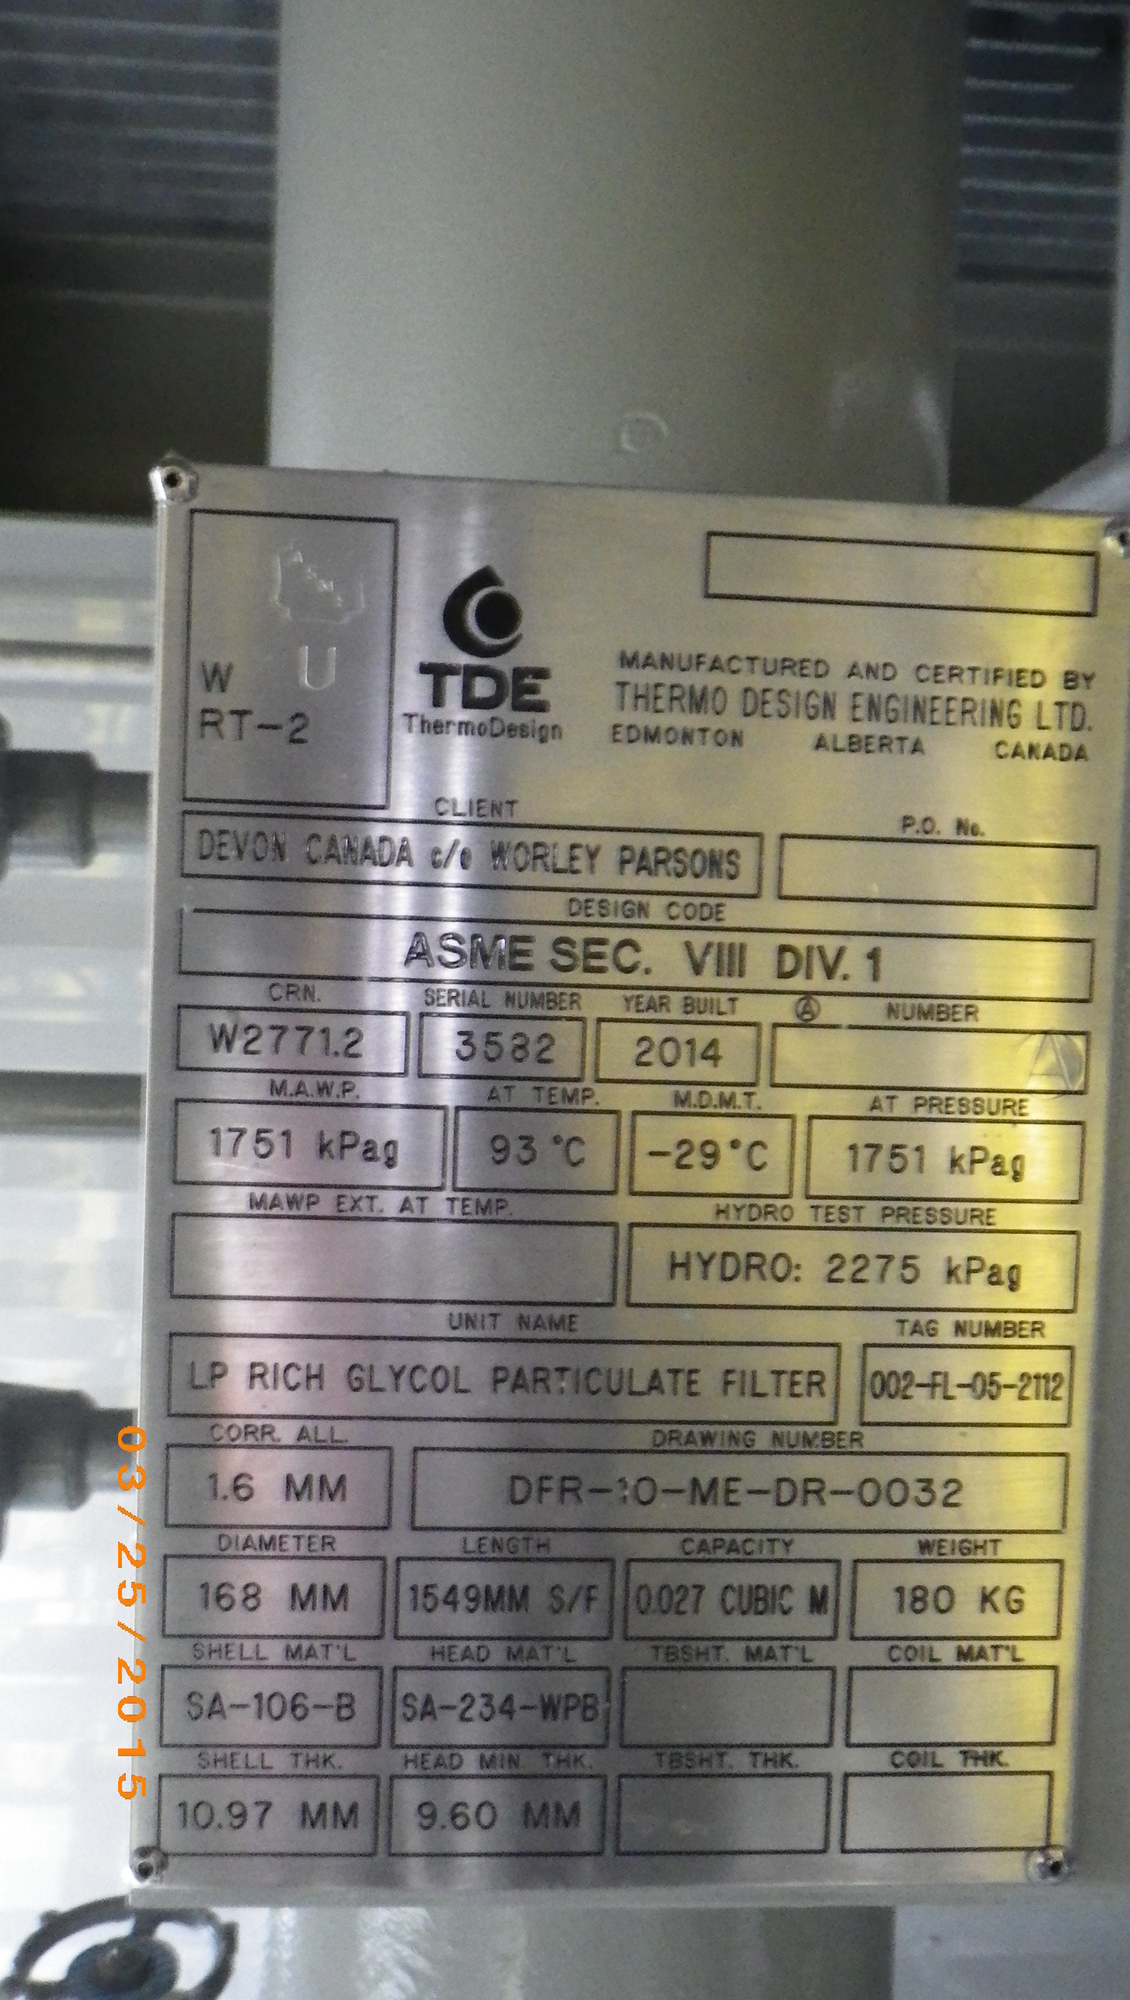 ASME
W U
RT-2
TDE
ThermoDesign
MANUFACTURED AND CERTIFIED BY
THERMO DESIGN ENGINEERING LTD.
EDMONTON ALBERTA CANADA
CLIENT P.O. No.
DEVON CANADA c/o WORLEY PARSONS
DESIGN CODE
ASME SEC. VIII DIV. 1
CRN. SERIAL NUMBER YEAR BUILT A NUMBER
W2771.2 3582 2014
M.A.W.P. AT TEMP. M.D.M.T. AT PRESSURE
1751 kPag 93 °C -29°C 1751 kPag
MAWP EXT. AT TEMP. HYDRO TEST PRESSURE
HYDRO: 2275 kPag
UNIT NAME TAG NUMBER
LP RICH GLYCOL PARTICULATE FILTER 002-FL-05-2112
CORR. ALL. DRAWING NUMBER
1.6 MM DFR-10-ME-DR-0032
DIAMETER LENGTH CAPACITY WEIGHT
168 MM 1549MM S/F 0.027 CUBIC M 180 KG
SHELL MAT'L HEAD MAT'L TBSHT. MAT'L COIL MAT'L
SA-106-B SA-234-WPB
SHELL THK. HEAD MIN. THK. TBSHT. THK. COIL THK.
10.97 MM 9.60 MM
03/25/2015